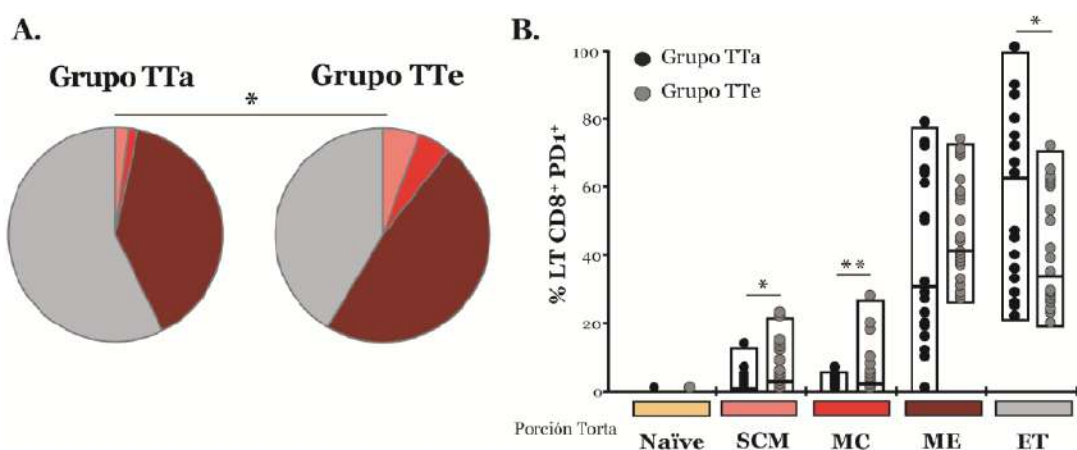 A.
Grupo TTa
Grupo TTe
*
B.
% LT CD8+ PD1+
100
80
60
40
20
0
Grupo TTa
Grupo TTe
*
**
*
Porción Torta
Naïve
SCM
MC
ME
ET